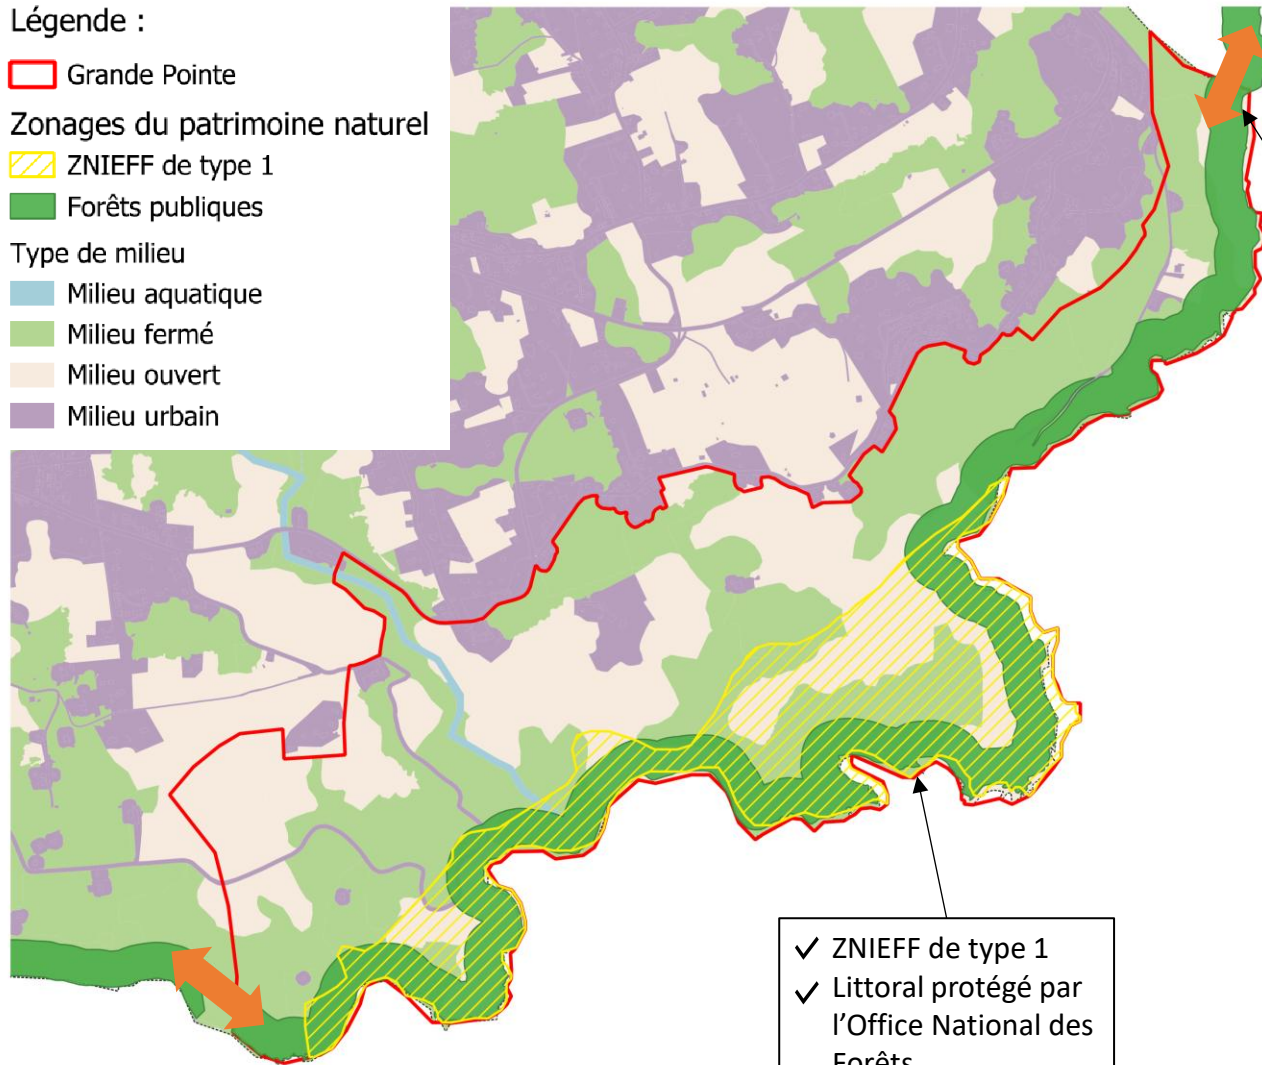 Légende :
Grande Pointe
Zonages du patrimoine naturel
ZNIEFF de type 1
Forêts publiques
Type de milieu
Milieu aquatique
Milieu fermé
Milieu ouvert
Milieu urbain
✓ ZNIEFF de type 1
✓ Littoral protégé par
l’Office National des
Forêts